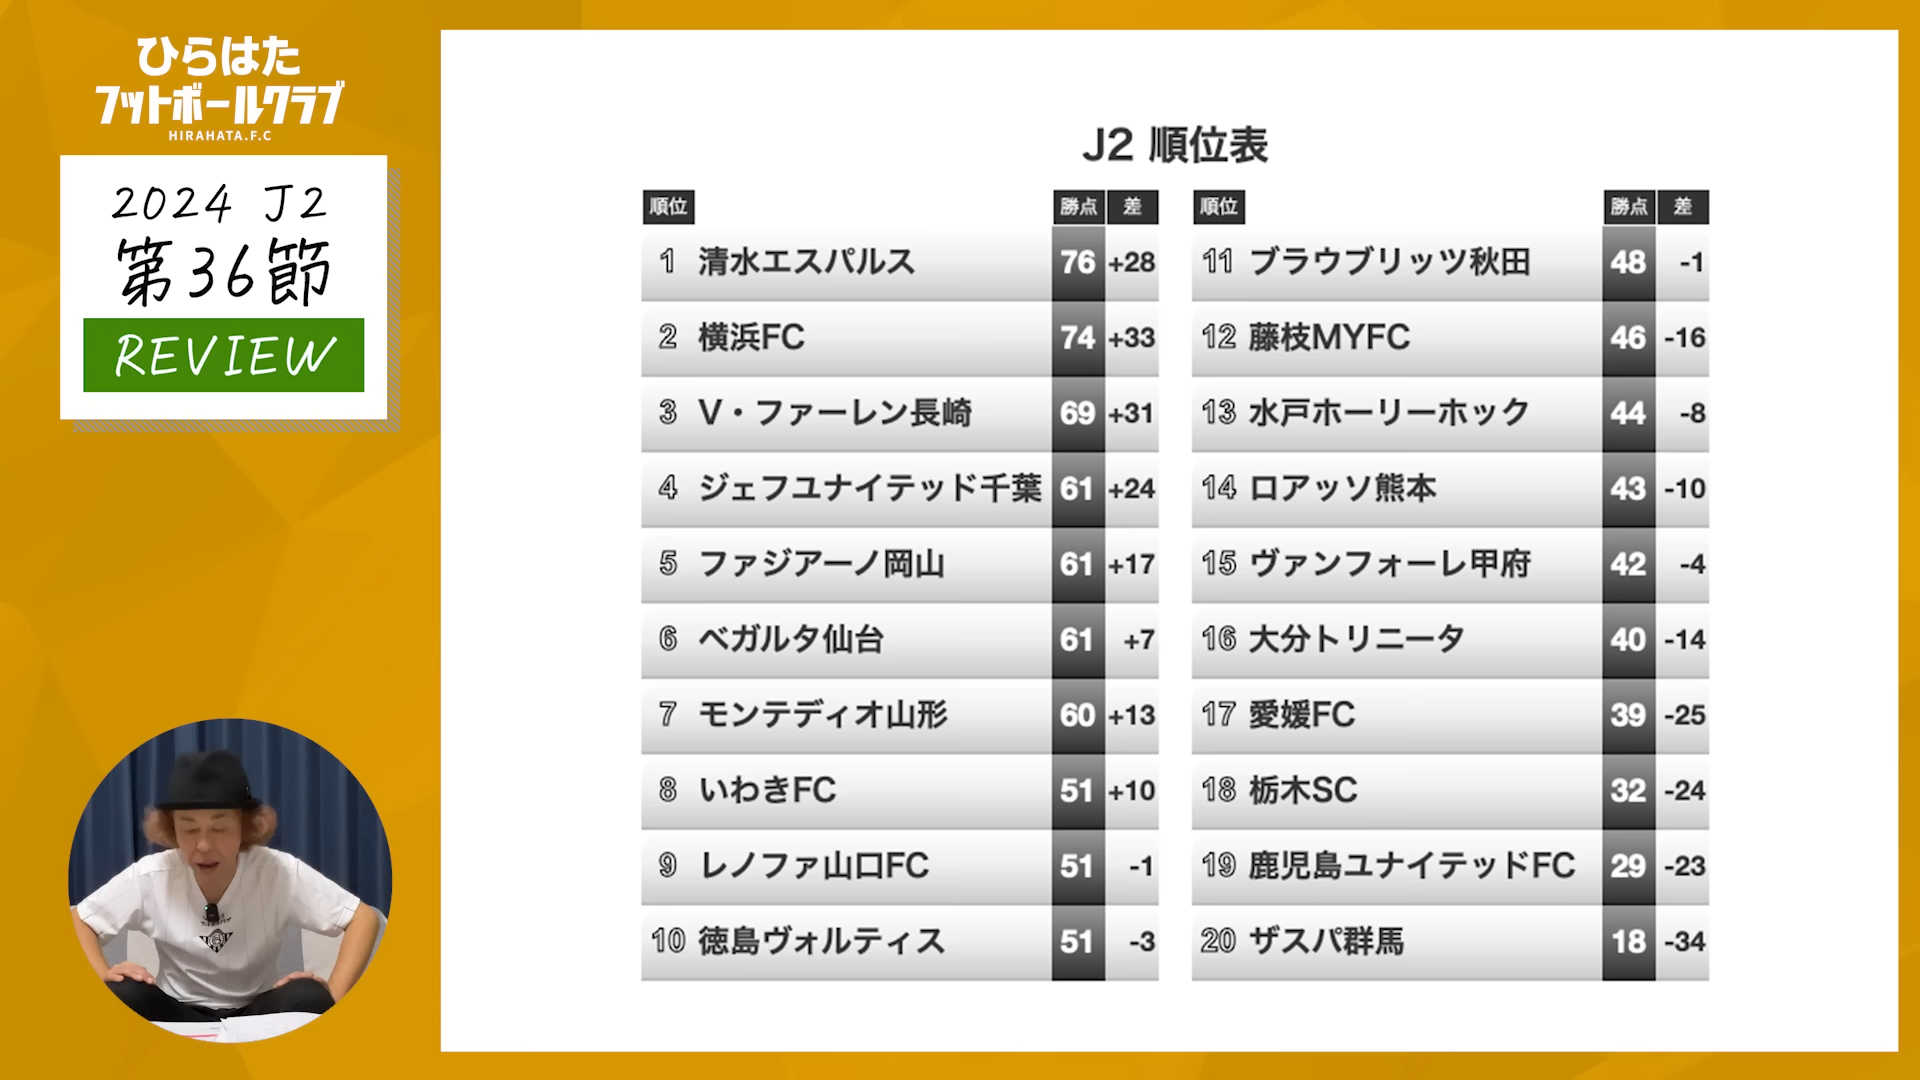 ひらはた
フットボールクラブ
HIRAHATA.F.C
2024 J2
第36節
REVIEW
J2 順位表
順位 勝点 差
1 清水エスパルス 76 +28
2 横浜FC 74 +33
3 V・ファーレン長崎 69 +31
4 ジェフユナイテッド千葉 61 +24
5 ファジアーノ岡山 61 +17
6 ベガルタ仙台 61 +7
7 モンテディオ山形 60 +13
8 いわきFC 51 +10
9 レノファ山口FC 51 -1
10 徳島ヴォルティス 51 -3
順位 勝点 差
11 ブラウブリッツ秋田 48 -1
12 藤枝MYFC 46 -16
13 水戸ホーリーホック 44 -8
14 ロアッソ熊本 43 -10
15 ヴァンフォーレ甲府 42 -4
16 大分トリニータ 40 -14
17 愛媛FC 39 -25
18 栃木SC 32 -24
19 鹿児島ユナイテッドFC 29 -23
20 ザスパ群馬 18 -34